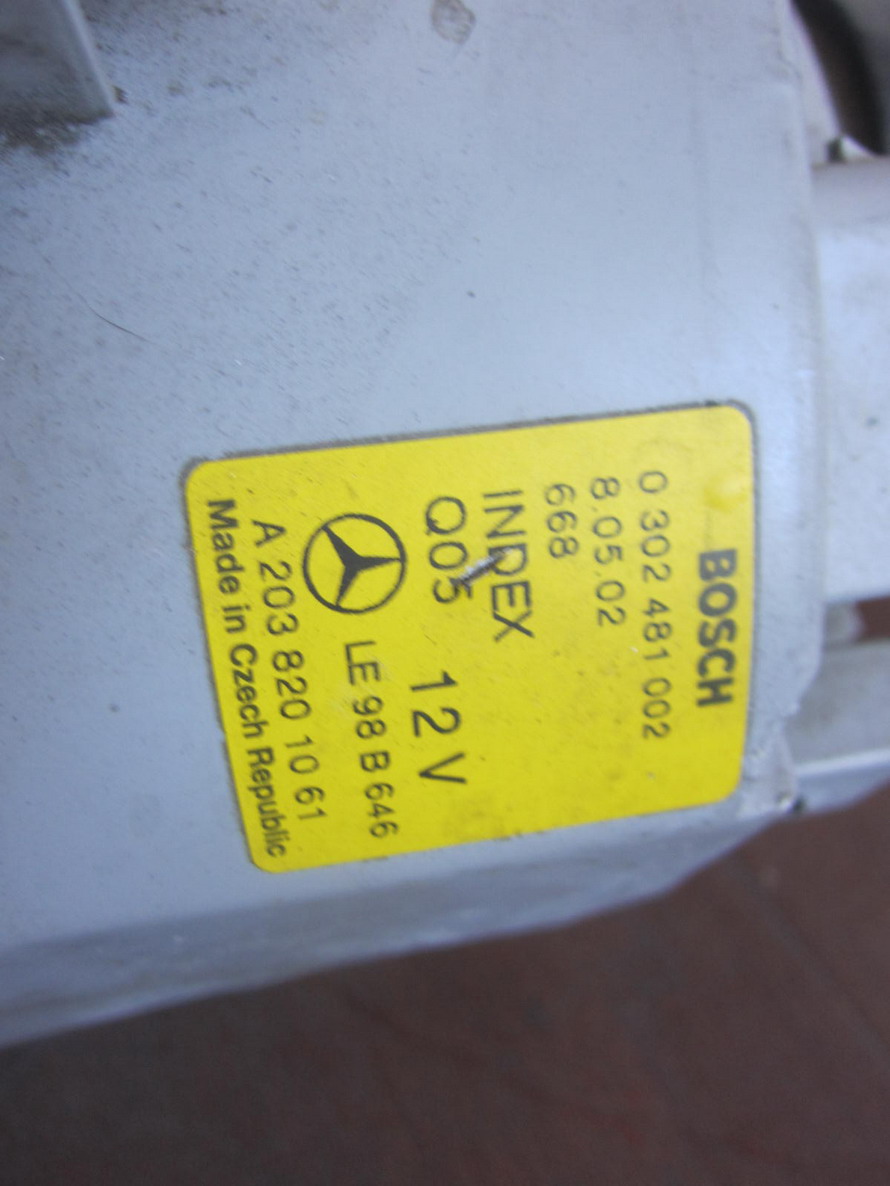 BOSCH
0 302 481 002
8.05.02
668
INDEX
Q05 12 V
LE 98 B 646
A 203 820 10 61
Made in Czech Republic